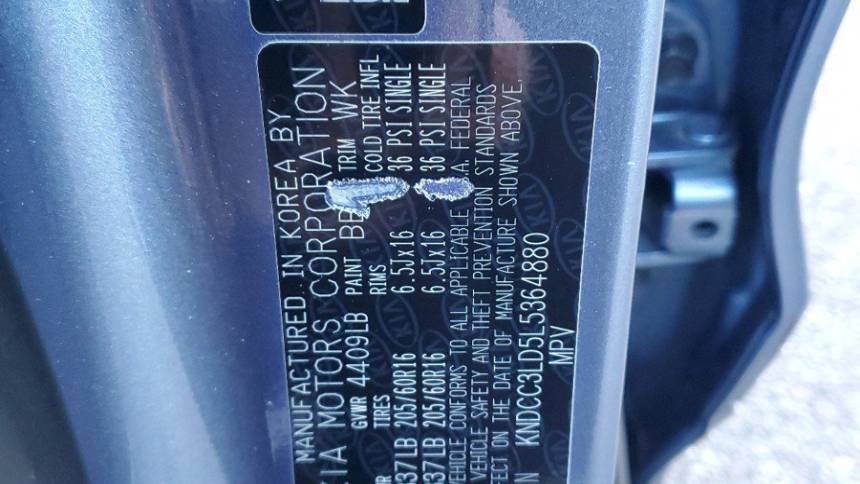 MANUFACTURED IN KOREA BY
KIA MOTORS CORPORATION
GVWR 4409LB PAINT TRIM WK
TIRES RIMS COLD TIRE INFL
37LB 205/60R16 6.5Jx16 36 PSI SINGLE
37LB 205/60R16 6.5Jx16 36 PSI SINGLE
VEHICLE CONFORMS TO ALL APPLICABLE FEDERAL
VEHICLE SAFETY AND THEFT PREVENTION STANDARDS
ON THE DATE OF MANUFACTURE SHOWN ABOVE.
KNDCC3LD5L5364880
MPV